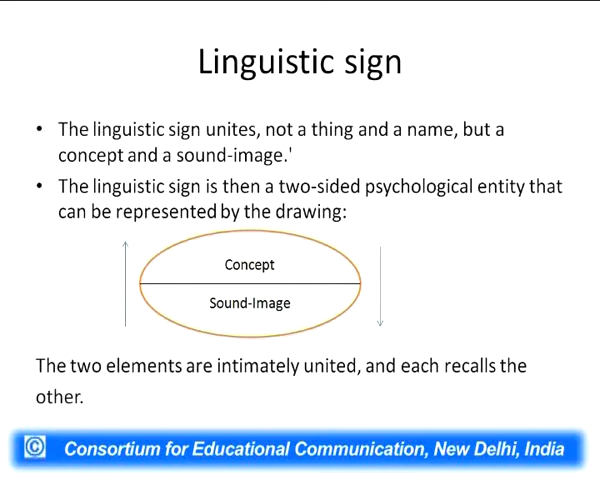 Linguistic sign
• The linguistic sign unites, not a thing and a name, but a
concept and a sound-image.'
• The linguistic sign is then a two-sided psychological entity that
can be represented by the drawing:
Concept
Sound-Image
The two elements are intimately united, and each recalls the
other.
© Consortium for Educational Communication, New Delhi, India